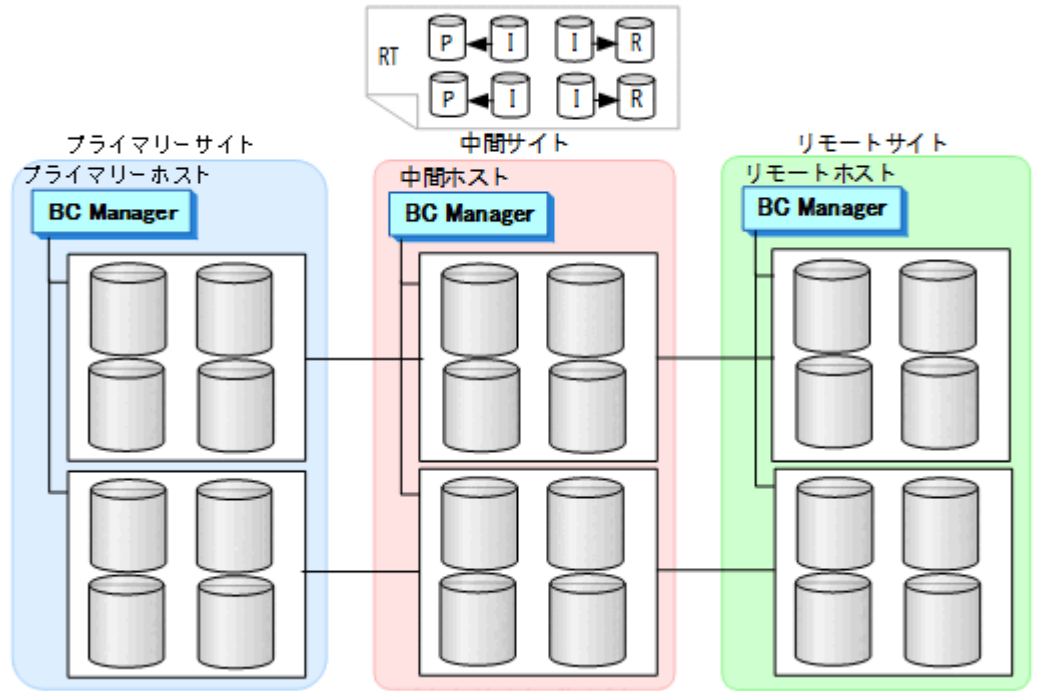 RT P I I R
P I I R
プライマリーサイト 中間サイト リモートサイト
プライマリーホスト 中間ホスト リモートホスト
BC Manager BC Manager BC Manager